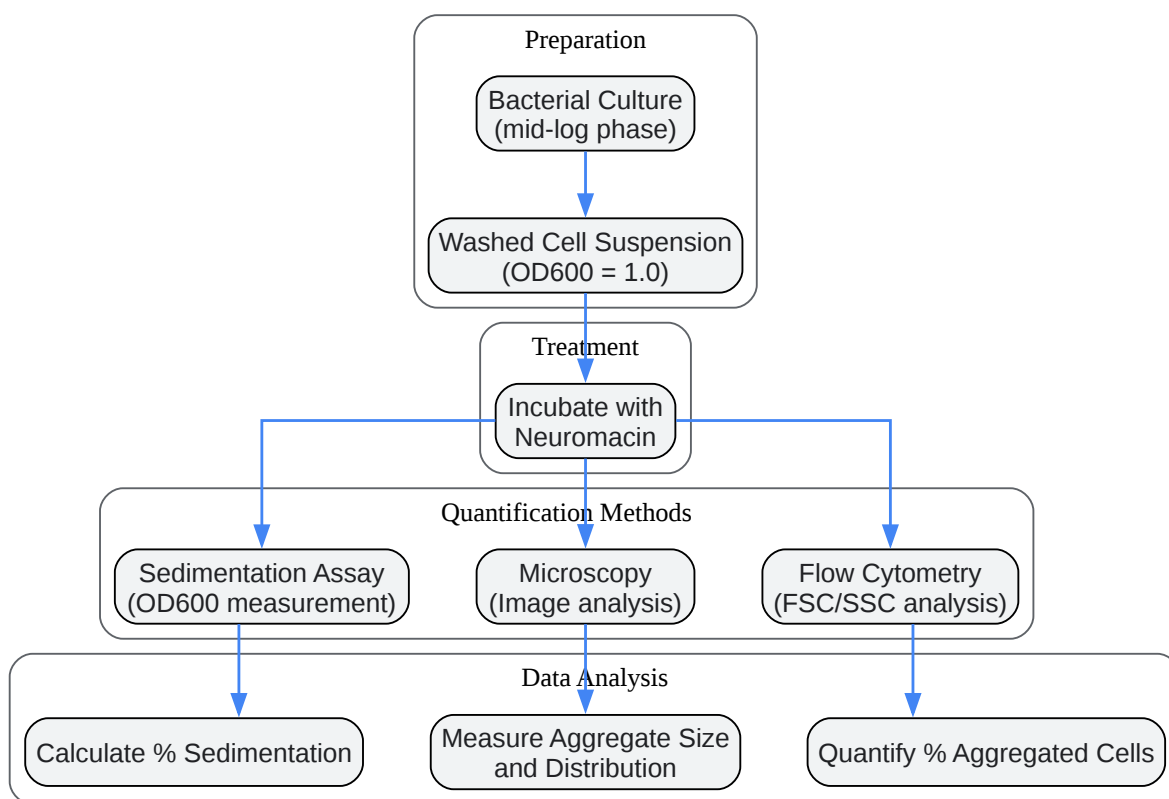 Preparation
Bacterial Culture
(mid-log phase)
Washed Cell Suspension
(OD600 = 1.0)
Treatment
Incubate with
Neuromacin
Quantification Methods
Sedimentation Assay
(OD600 measurement)
Microscopy
(Image analysis)
Flow Cytometry
(FSC/SSC analysis)
Data Analysis
Calculate % Sedimentation
Measure Aggregate Size
and Distribution
Quantify % Aggregated Cells